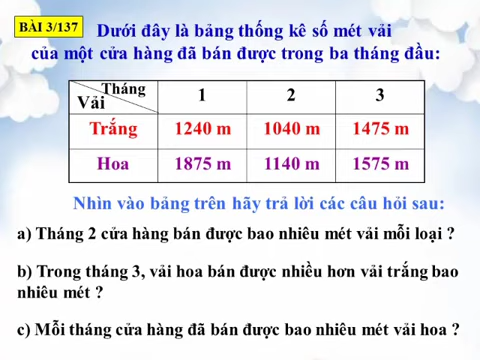 BÀI 3/137
Dưới đây là bảng thống kê số mét vải
của một cửa hàng đã bán được trong ba tháng đầu:
Tháng
Vải
1 2 3
Trắng 1240 m 1040 m 1475 m
Hoa 1875 m 1140 m 1575 m
Nhìn vào bảng trên hãy trả lời các câu hỏi sau:
a) Tháng 2 cửa hàng bán được bao nhiêu mét vải mỗi loại ?
b) Trong tháng 3, vải hoa bán được nhiều hơn vải trắng bao
nhiêu mét ?
c) Mỗi tháng cửa hàng đã bán được bao nhiêu mét vải hoa ?